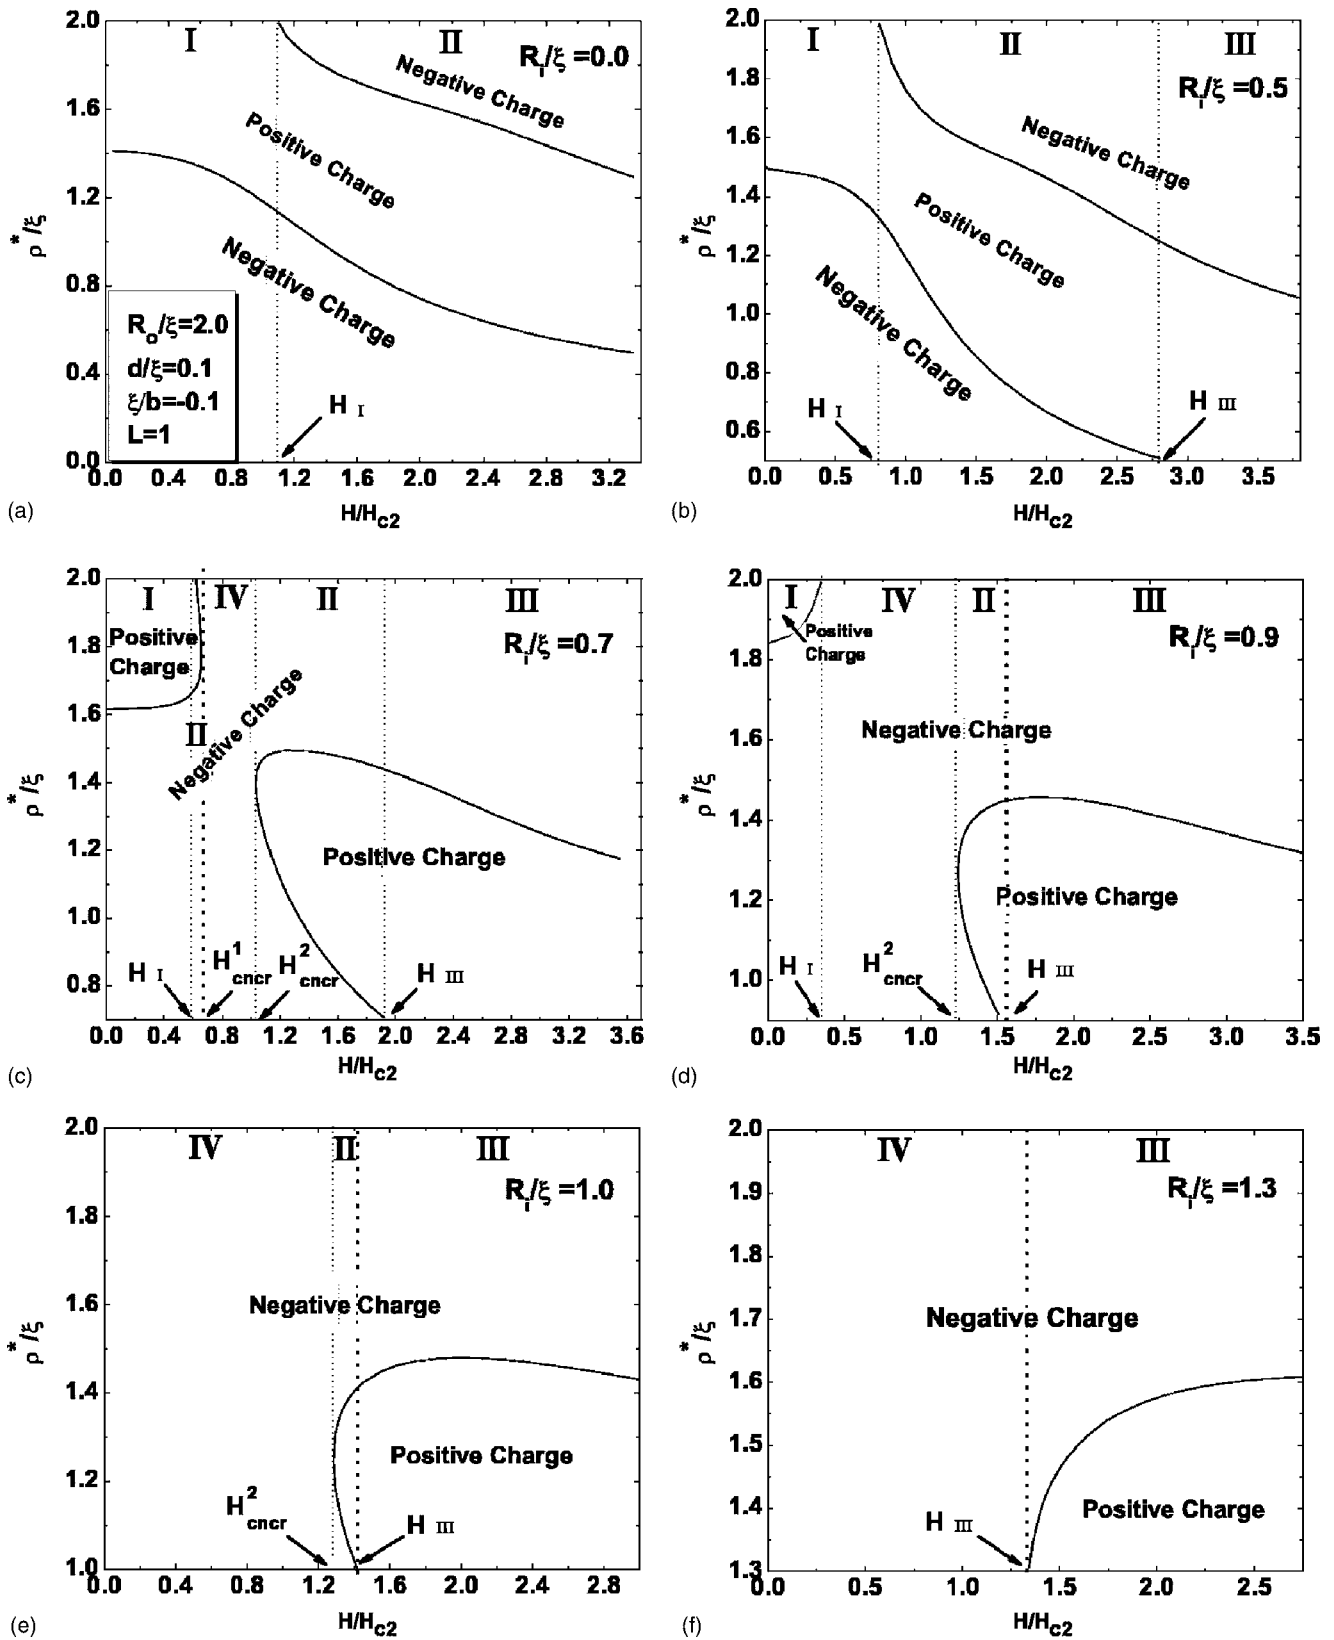 I II
R_i/ξ =0.0
Negative Charge
Positive Charge
Negative Charge
R_o/ξ=2.0
d/ξ=0.1
ξ/b=-0.1
L=1
H_I
2.0
1.6
1.2
0.8
0.4
0.0
ρ*/ξ
0.0 0.4 0.8 1.2 1.6 2.0 2.4 2.8 3.2
H/H_c2
(a)
I II III
R_i/ξ =0.5
Negative Charge
Positive Charge
Negative Charge
H_I
H_III
2.0
1.8
1.6
1.4
1.2
1.0
0.8
0.6
ρ*/ξ
0.0 0.5 1.0 1.5 2.0 2.5 3.0 3.5
H/H_c2
(b)
I IV II III
Positive
Charge
R_i/ξ =0.7
II
Negative Charge
Positive Charge
H_I
H^1_cncr
H^2_cncr
H_III
2.0
1.8
1.6
1.4
1.2
1.0
0.8
ρ*/ξ
0.0 0.4 0.8 1.2 1.6 2.0 2.4 2.8 3.2 3.6
H/H_c2
(c)
I IV II III
Positive
Charge
R_i/ξ =0.9
Negative Charge
Positive Charge
H_I
H^2_cncr
H_III
2.0
1.8
1.6
1.4
1.2
1.0
ρ*/ξ
0.0 0.5 1.0 1.5 2.0 2.5 3.0 3.5
H/H_c2
(d)
IV II III
R_i/ξ =1.0
Negative Charge
Positive Charge
H^2_cncr
H_III
2.0
1.8
1.6
1.4
1.2
1.0
ρ*/ξ
0.0 0.4 0.8 1.2 1.6 2.0 2.4 2.8
H/H_c2
(e)
IV III
R_i/ξ =1.3
Negative Charge
Positive Charge
H_III
2.0
1.9
1.8
1.7
1.6
1.5
1.4
1.3
ρ*/ξ
0.0 0.5 1.0 1.5 2.0 2.5
H/H_c2
(f)